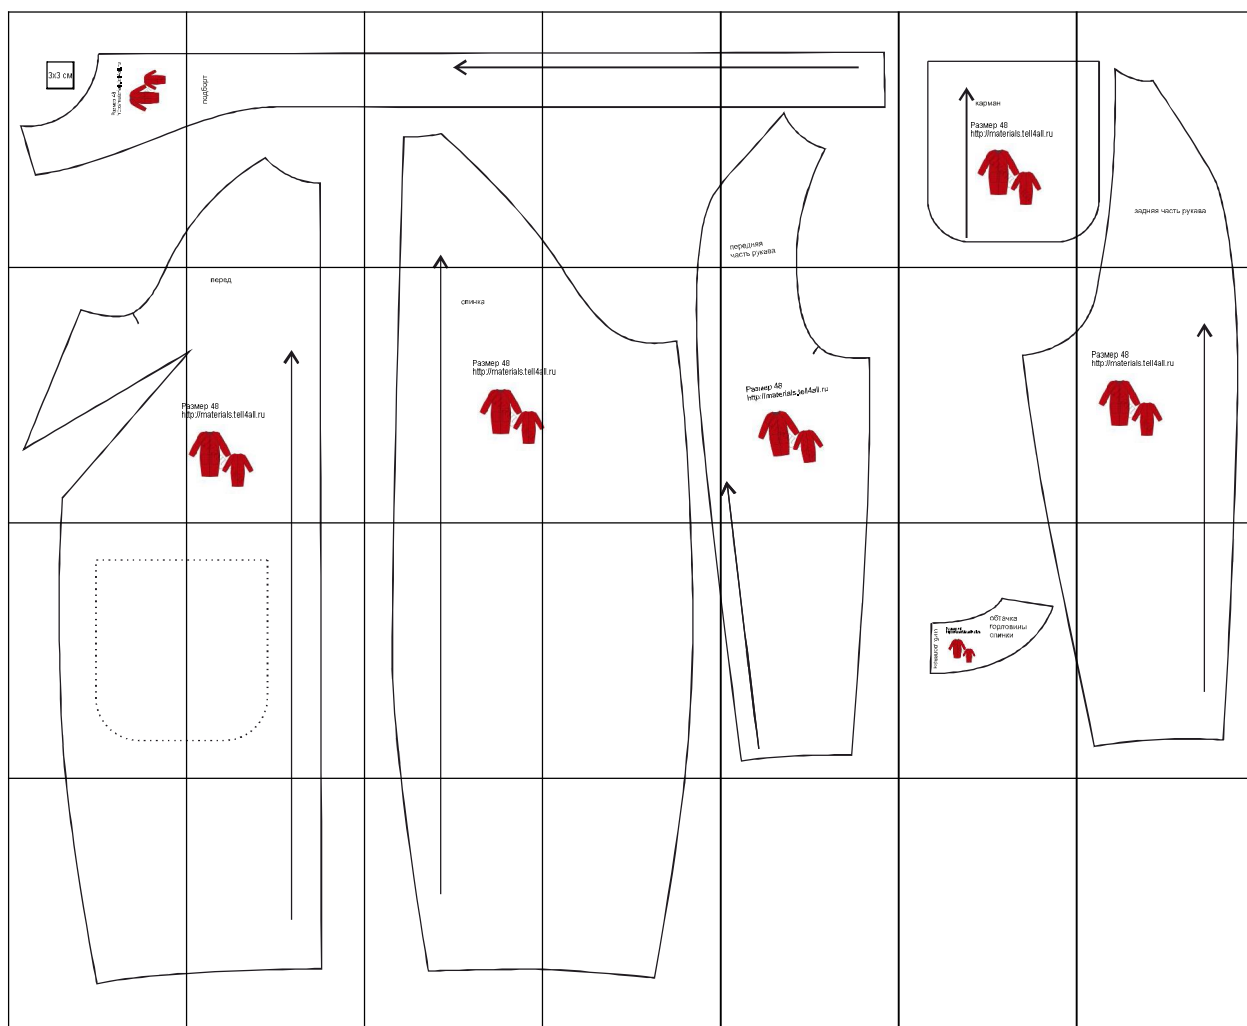 3х3 см
подборт
карман
Размер 48
http://materials.tell4all.ru
задняя часть рукава
передняя
часть рукава
перед
спинка
Размер 48
http://materials.tell4all.ru
Размер 48
http://materials.tell4all.ru
Размер 48
http://materials.tell4all.ru
Размер 48
http://materials.tell4all.ru
обтачка
горловины
спинки
Размер 48